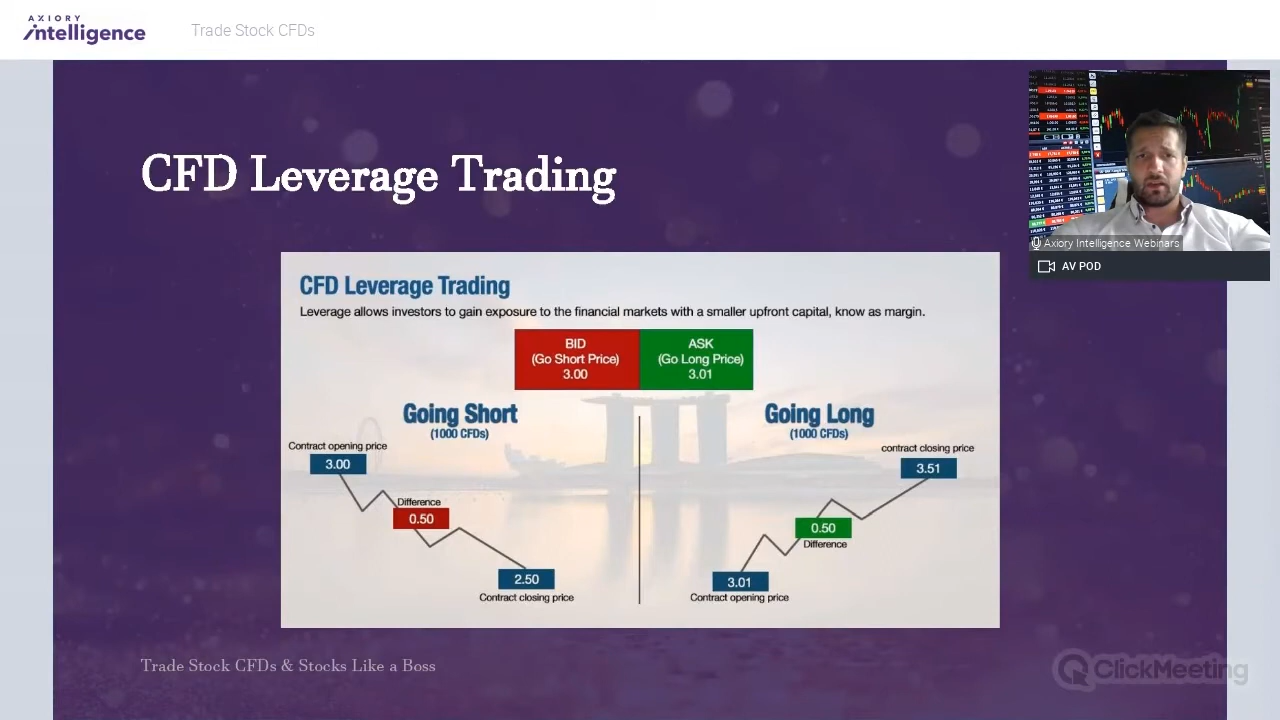 AXIORY
intelligence
Trade Stock CFDs
CFD Leverage Trading
Axiory Intelligence Webinars
AV POD
CFD Leverage Trading
Leverage allows investors to gain exposure to the financial markets with a smaller upfront capital, know as margin.
BID
(Go Short Price)
3.00
ASK
(Go Long Price)
3.01
Going Short
(1000 CFDs)
Contract opening price
3.00
Difference
0.50
2.50
Contract closing price
Going Long
(1000 CFDs)
contract closing price
3.51
0.50
Difference
3.01
Contract opening price
Trade Stock CFDs & Stocks Like a Boss
ClickMeeting